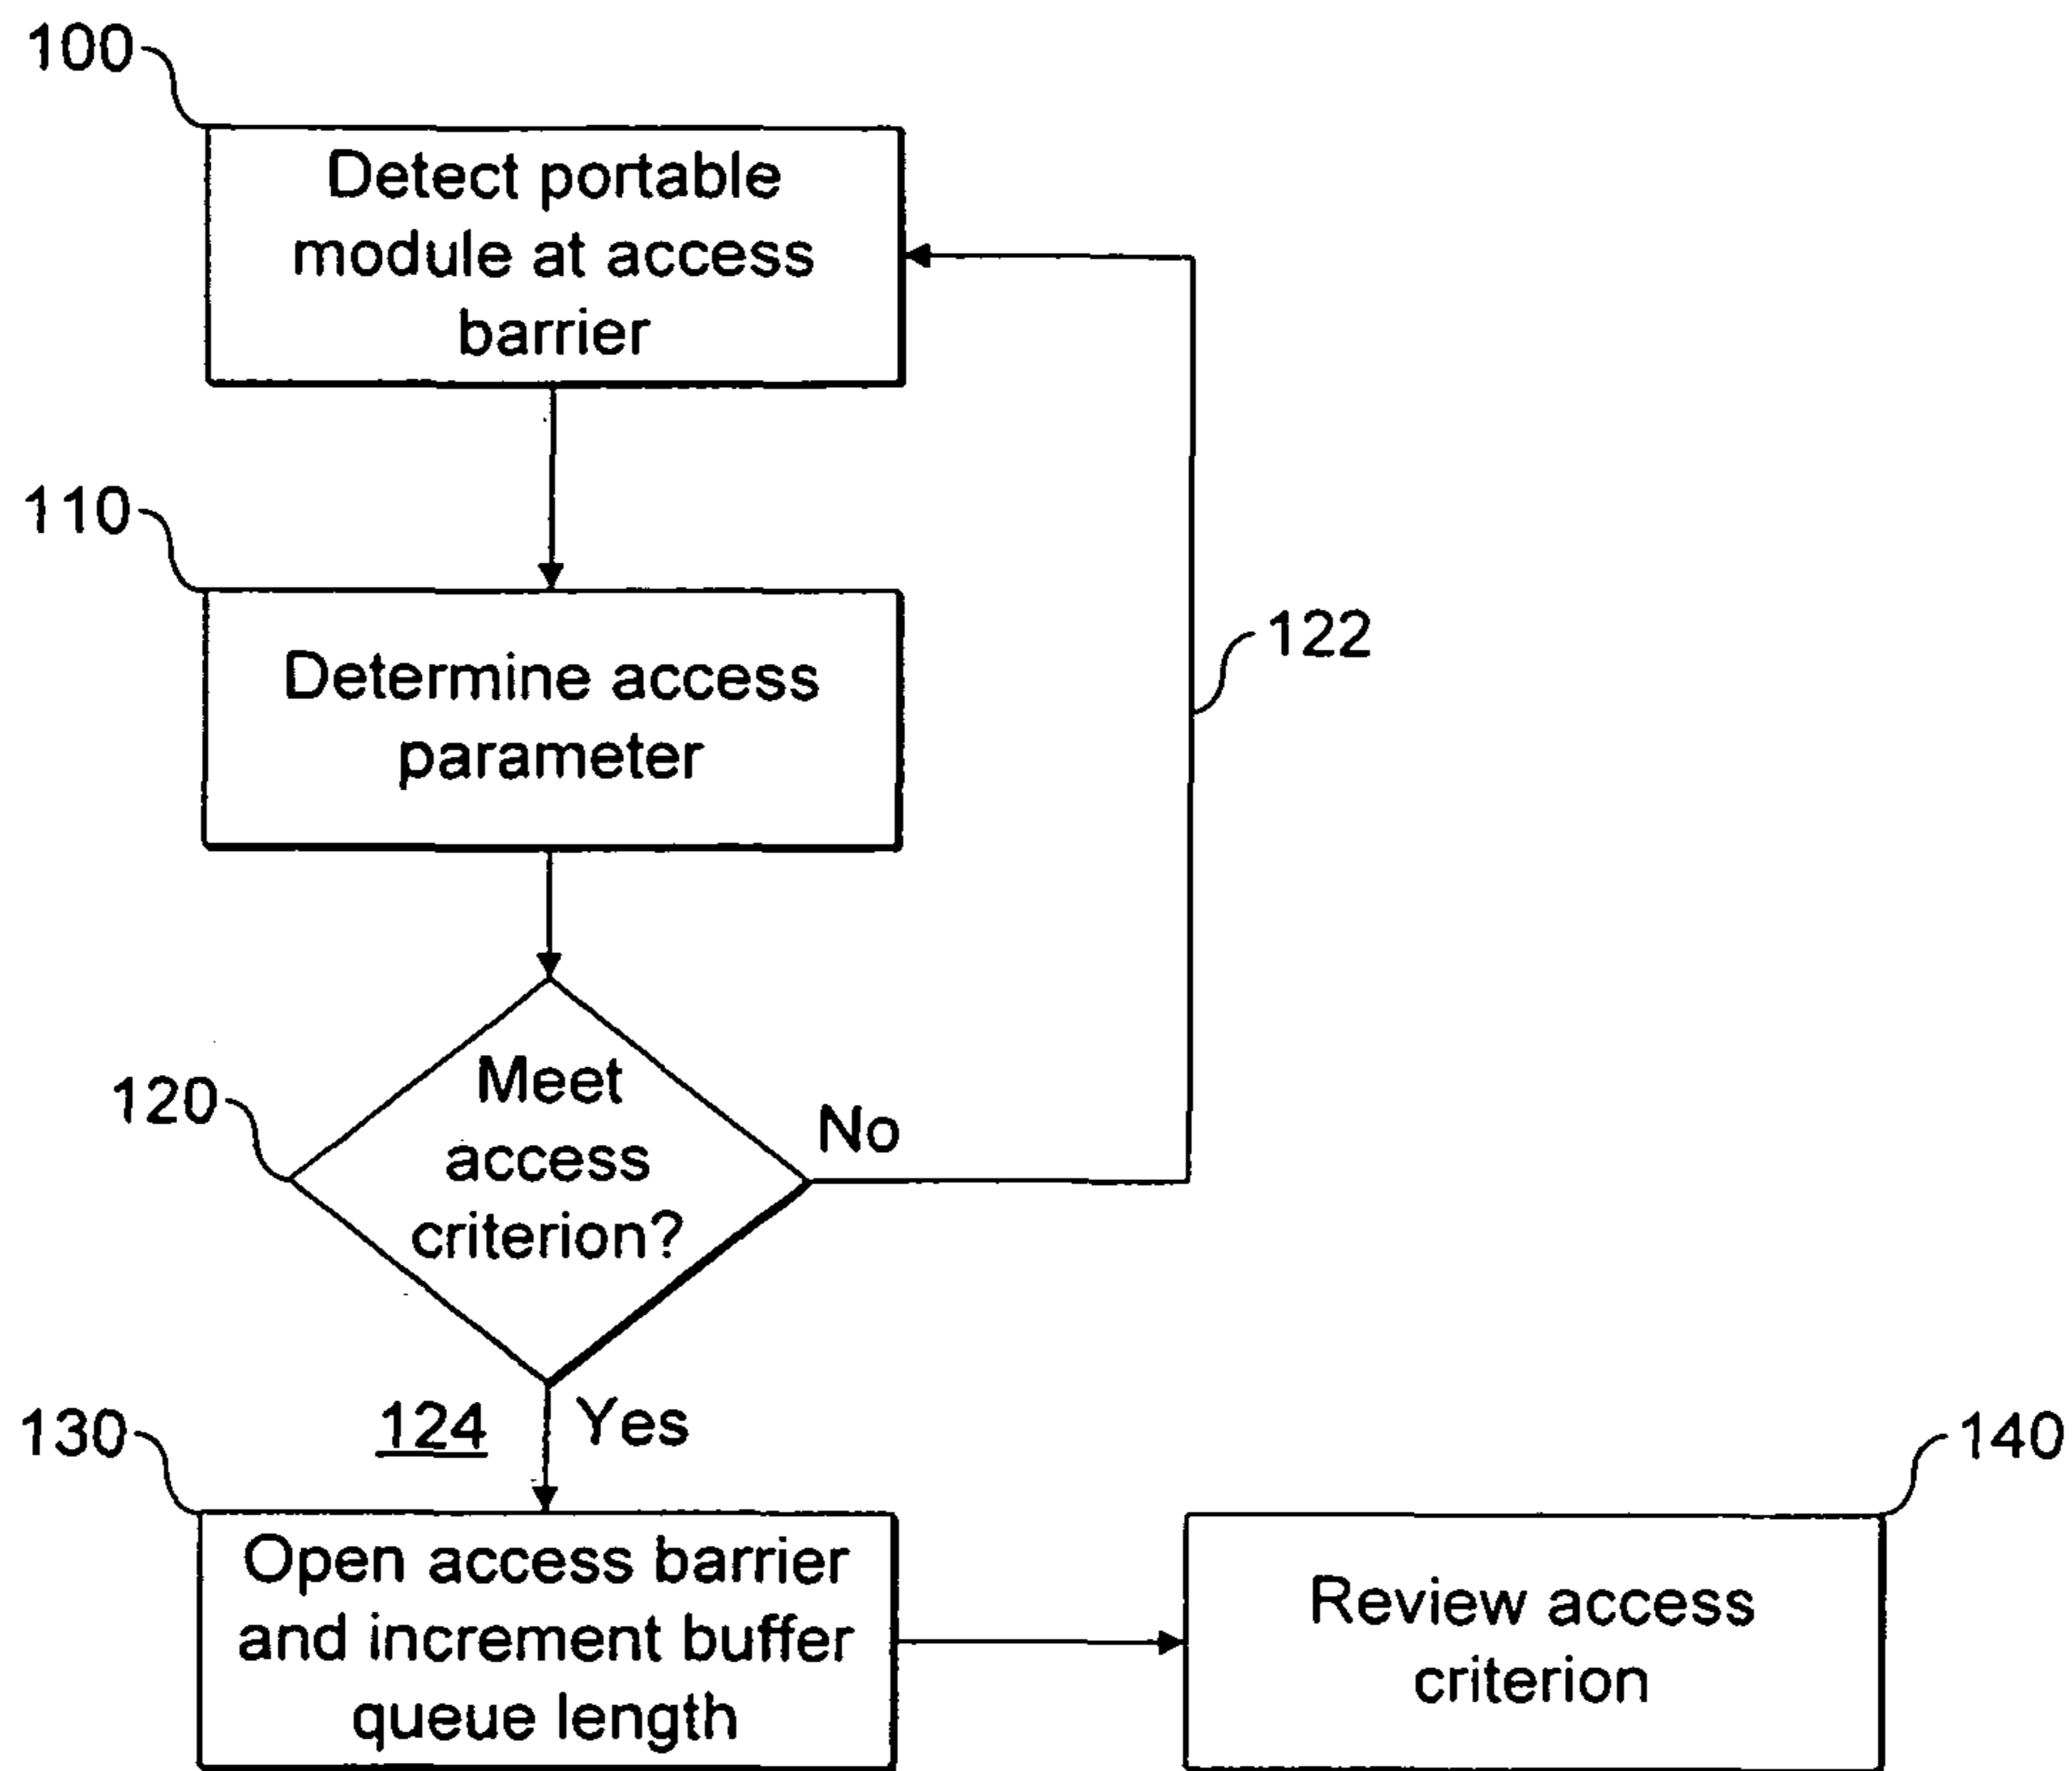 100
Detect portable
module at access
barrier
110
Determine access
parameter
122
120
Meet
access
criterion?
No
124
Yes
130
Open access barrier
and increment buffer
queue length
140
Review access
criterion